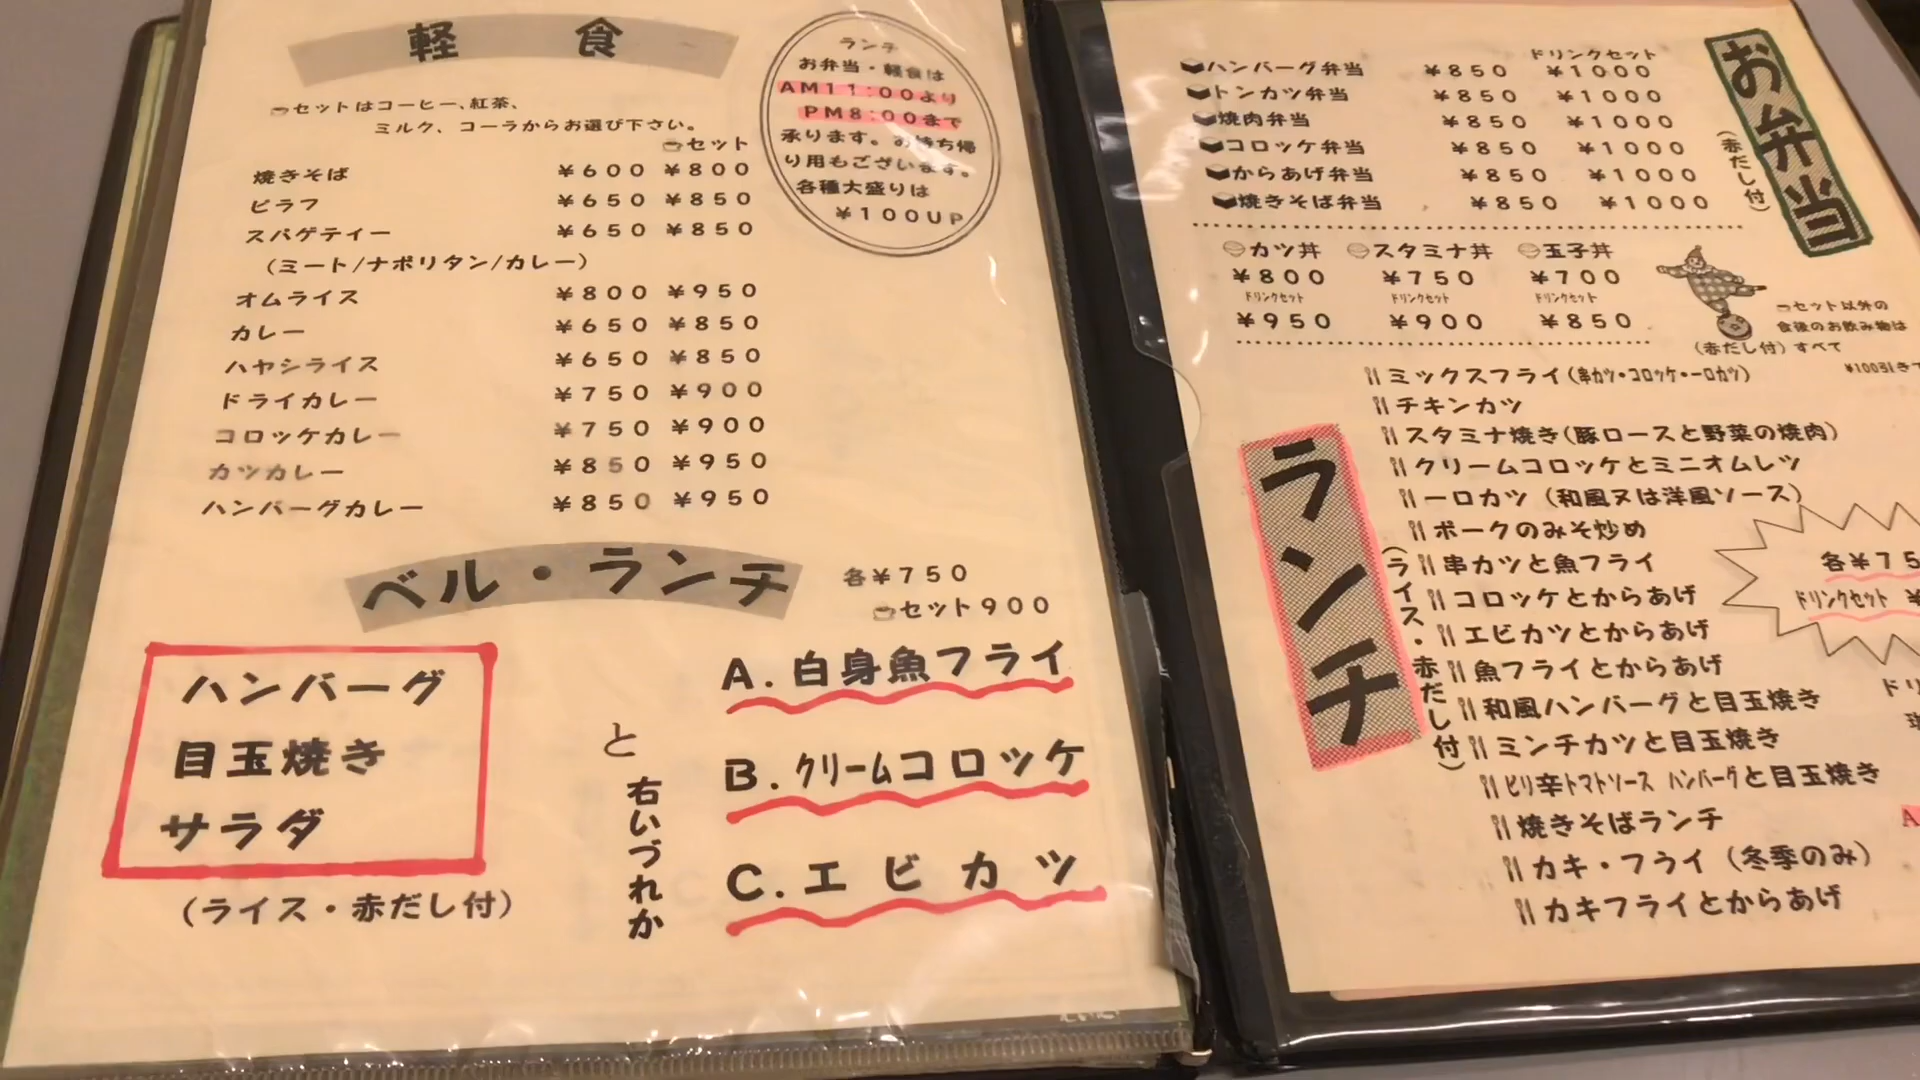 軽食
セットはコーヒー、紅茶、
ミルク、コーラからお選び下さい。
セット
焼きそば ¥600 ¥800
ピラフ ¥650 ¥850
スパゲティー ¥650 ¥850
(ミート/ナポリタン/カレー)
オムライス ¥800 ¥950
カレー ¥650 ¥850
ハヤシライス ¥650 ¥850
ドライカレー ¥750 ¥900
コロッケカレー ¥750 ¥900
カツカレー ¥850 ¥950
ハンバーグカレー ¥850 ¥950
ランチ
お弁当・軽食は
AM11:00より
PM8:00まで
承ります。お持ち帰
り用もございます。
各種大盛りは
¥100UP
ベル・ランチ
各¥750
セット900
ハンバーグ
目玉焼き
サラダ
(ライス・赤だし付)
と
右いづれか
A.白身魚フライ
B.クリームコロッケ
C.エビカツ
お弁当
(赤だし付)
ドリンクセット
ハンバーグ弁当 ¥850 ¥1000
トンカツ弁当 ¥850 ¥1000
焼肉弁当 ¥850 ¥1000
コロッケ弁当 ¥850 ¥1000
からあげ弁当 ¥850 ¥1000
焼きそば弁当 ¥850 ¥1000
カツ丼 スタミナ丼 玉子丼
¥800 ¥750 ¥700
ドリンクセット ドリンクセット ドリンクセット
¥950 ¥900 ¥850
(赤だし付)
セット以外の
食後のお飲み物は
すべて
¥100引き
ランチ
(ライス・赤だし付)
ミックスフライ(串カツ・コロッケ・一口カツ)
チキンカツ
スタミナ焼き(豚ロースと野菜の焼肉)
クリームコロッケとミニオムレツ
一口カツ(和風又は洋風ソース)
ポークのみそ炒め
串カツと魚フライ
コロッケとからあげ
エビカツとからあげ
魚フライとからあげ
和風ハンバーグと目玉焼き
ミンチカツと目玉焼き
ピリ辛トマトソース ハンバーグと目玉焼き
焼きそばランチ
カキ・フライ(冬季のみ)
カキフライとからあげ
各¥75
ドリンクセット ¥
ドリ
A